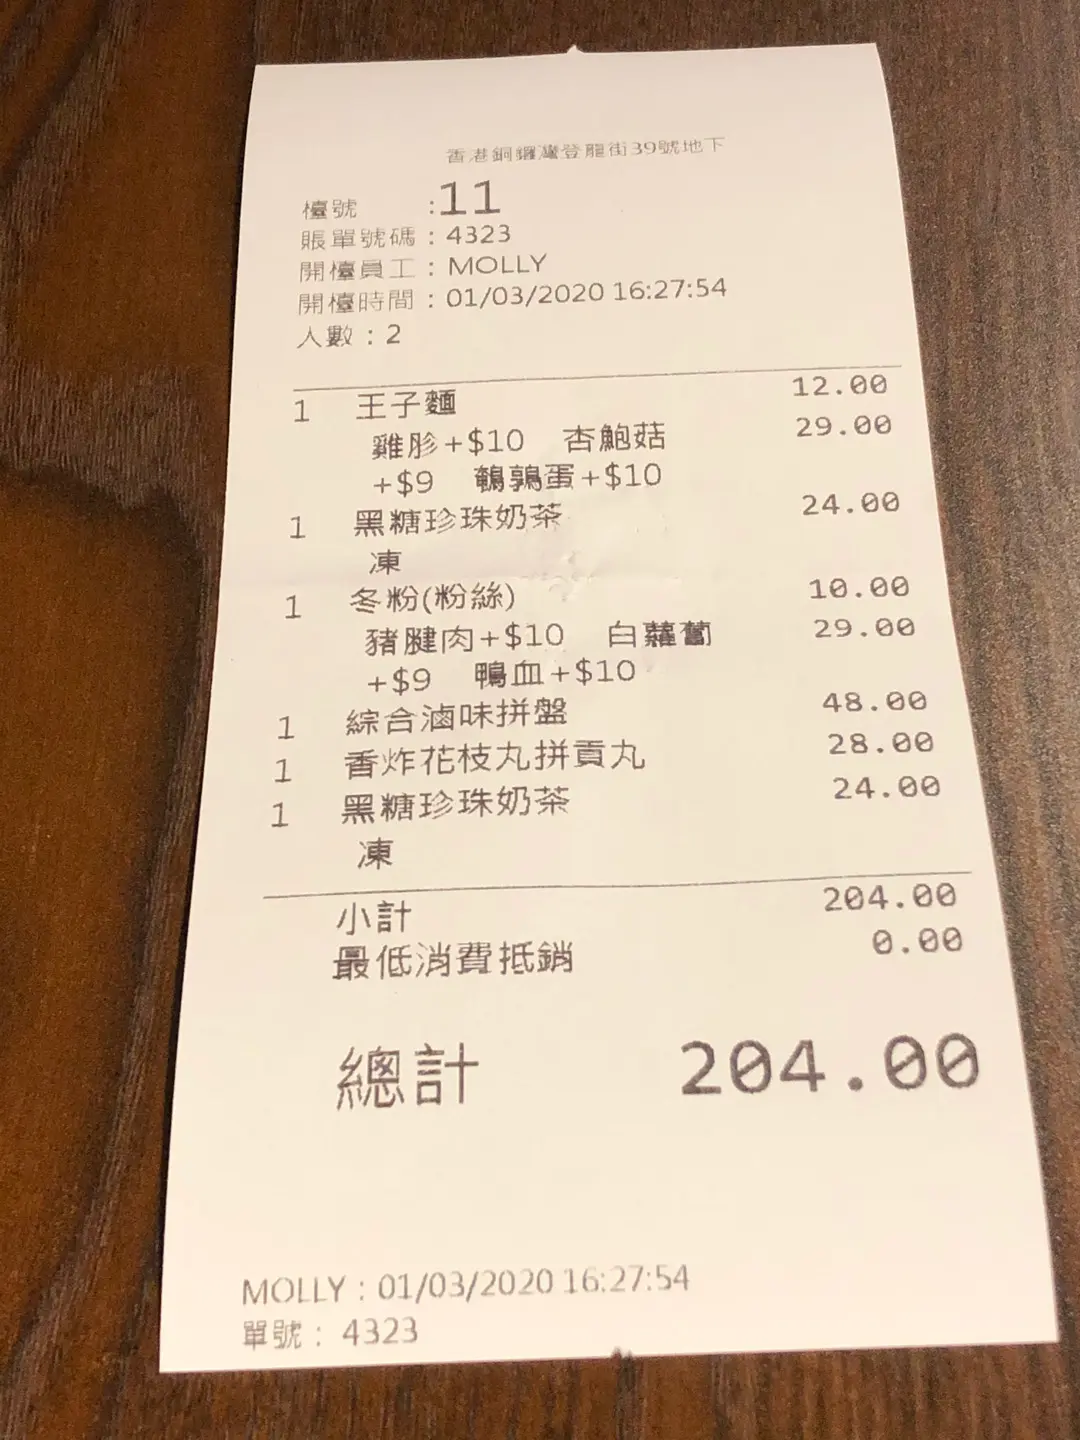 香港銅鑼灣登龍街39號地下
檯號 :11
賬單號碼：4323
開檯員工：MOLLY
開檯時間：01/03/2020 16:27:54
人數：2
1 王子麵 12.00
雞胗+$10 杏鮑菇 29.00
+$9 鵪鶉蛋+$10
1 黑糖珍珠奶茶 24.00
凍
1 冬粉(粉絲) 10.00
豬腱肉+$10 白蘿蔔 29.00
+$9 鴨血+$10
1 綜合滷味拼盤 48.00
1 香炸花枝丸拼貢丸 28.00
1 黑糖珍珠奶茶 24.00
凍
小計 204.00
最低消費抵銷 0.00
總計 204.00
MOLLY：01/03/2020 16:27:54
單號：4323